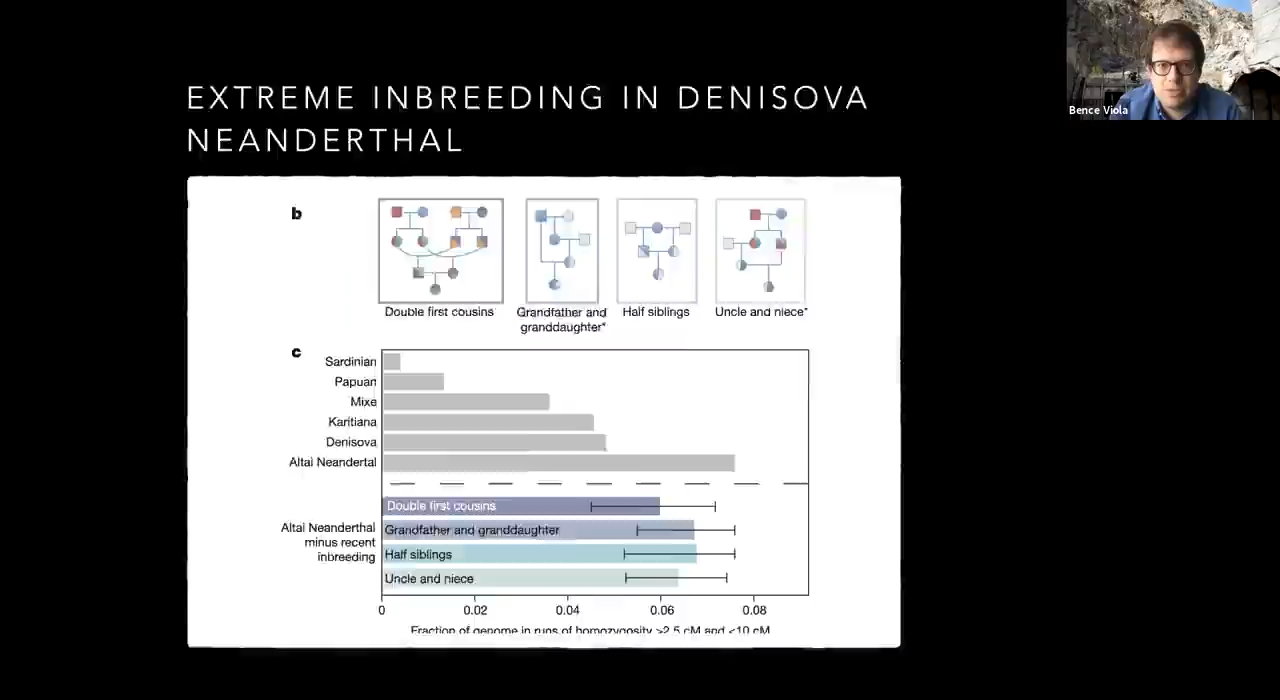 Bence Viola
EXTREME INBREEDING IN DENISOVA
NEANDERTHAL
b
Double first cousins
Grandfather and
granddaughter*
Half siblings
Uncle and niece*
c
Sardinian
Papuan
Mixe
Karitiana
Denisova
Altai Neandertal
Double first cousins
Altai Neanderthal
minus recent
inbreeding
Grandfather and granddaughter
Half siblings
Uncle and niece
0 0.02 0.04 0.06 0.08
Fraction of genome in runs of homozygosity >2.5 cM and <10 cM